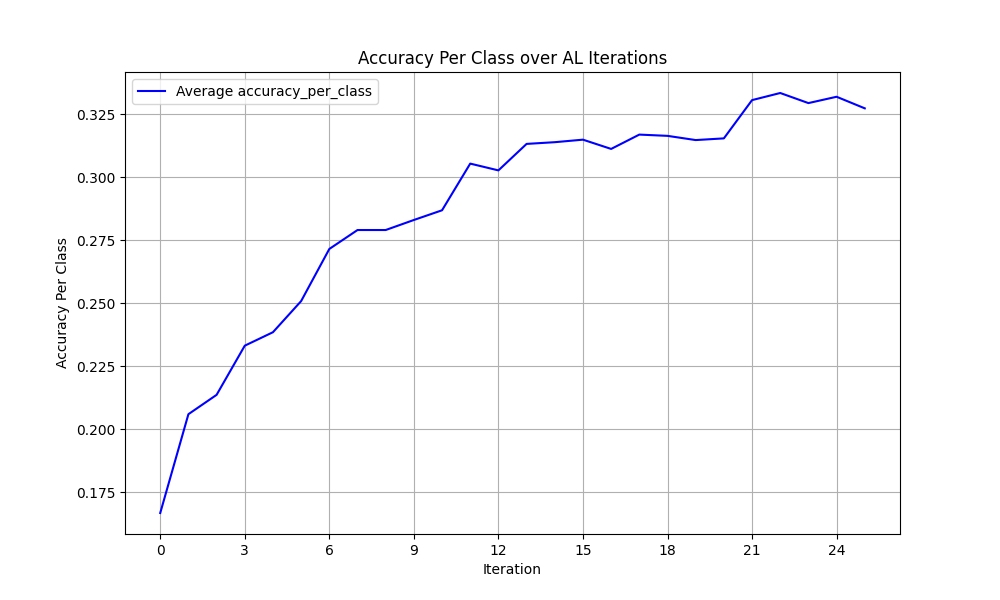 Accuracy Per Class over AL Iterations
Average accuracy_per_class
Accuracy Per Class
0.325
0.300
0.275
0.250
0.225
0.200
0.175
0 3 6 9 12 15 18 21 24
Iteration